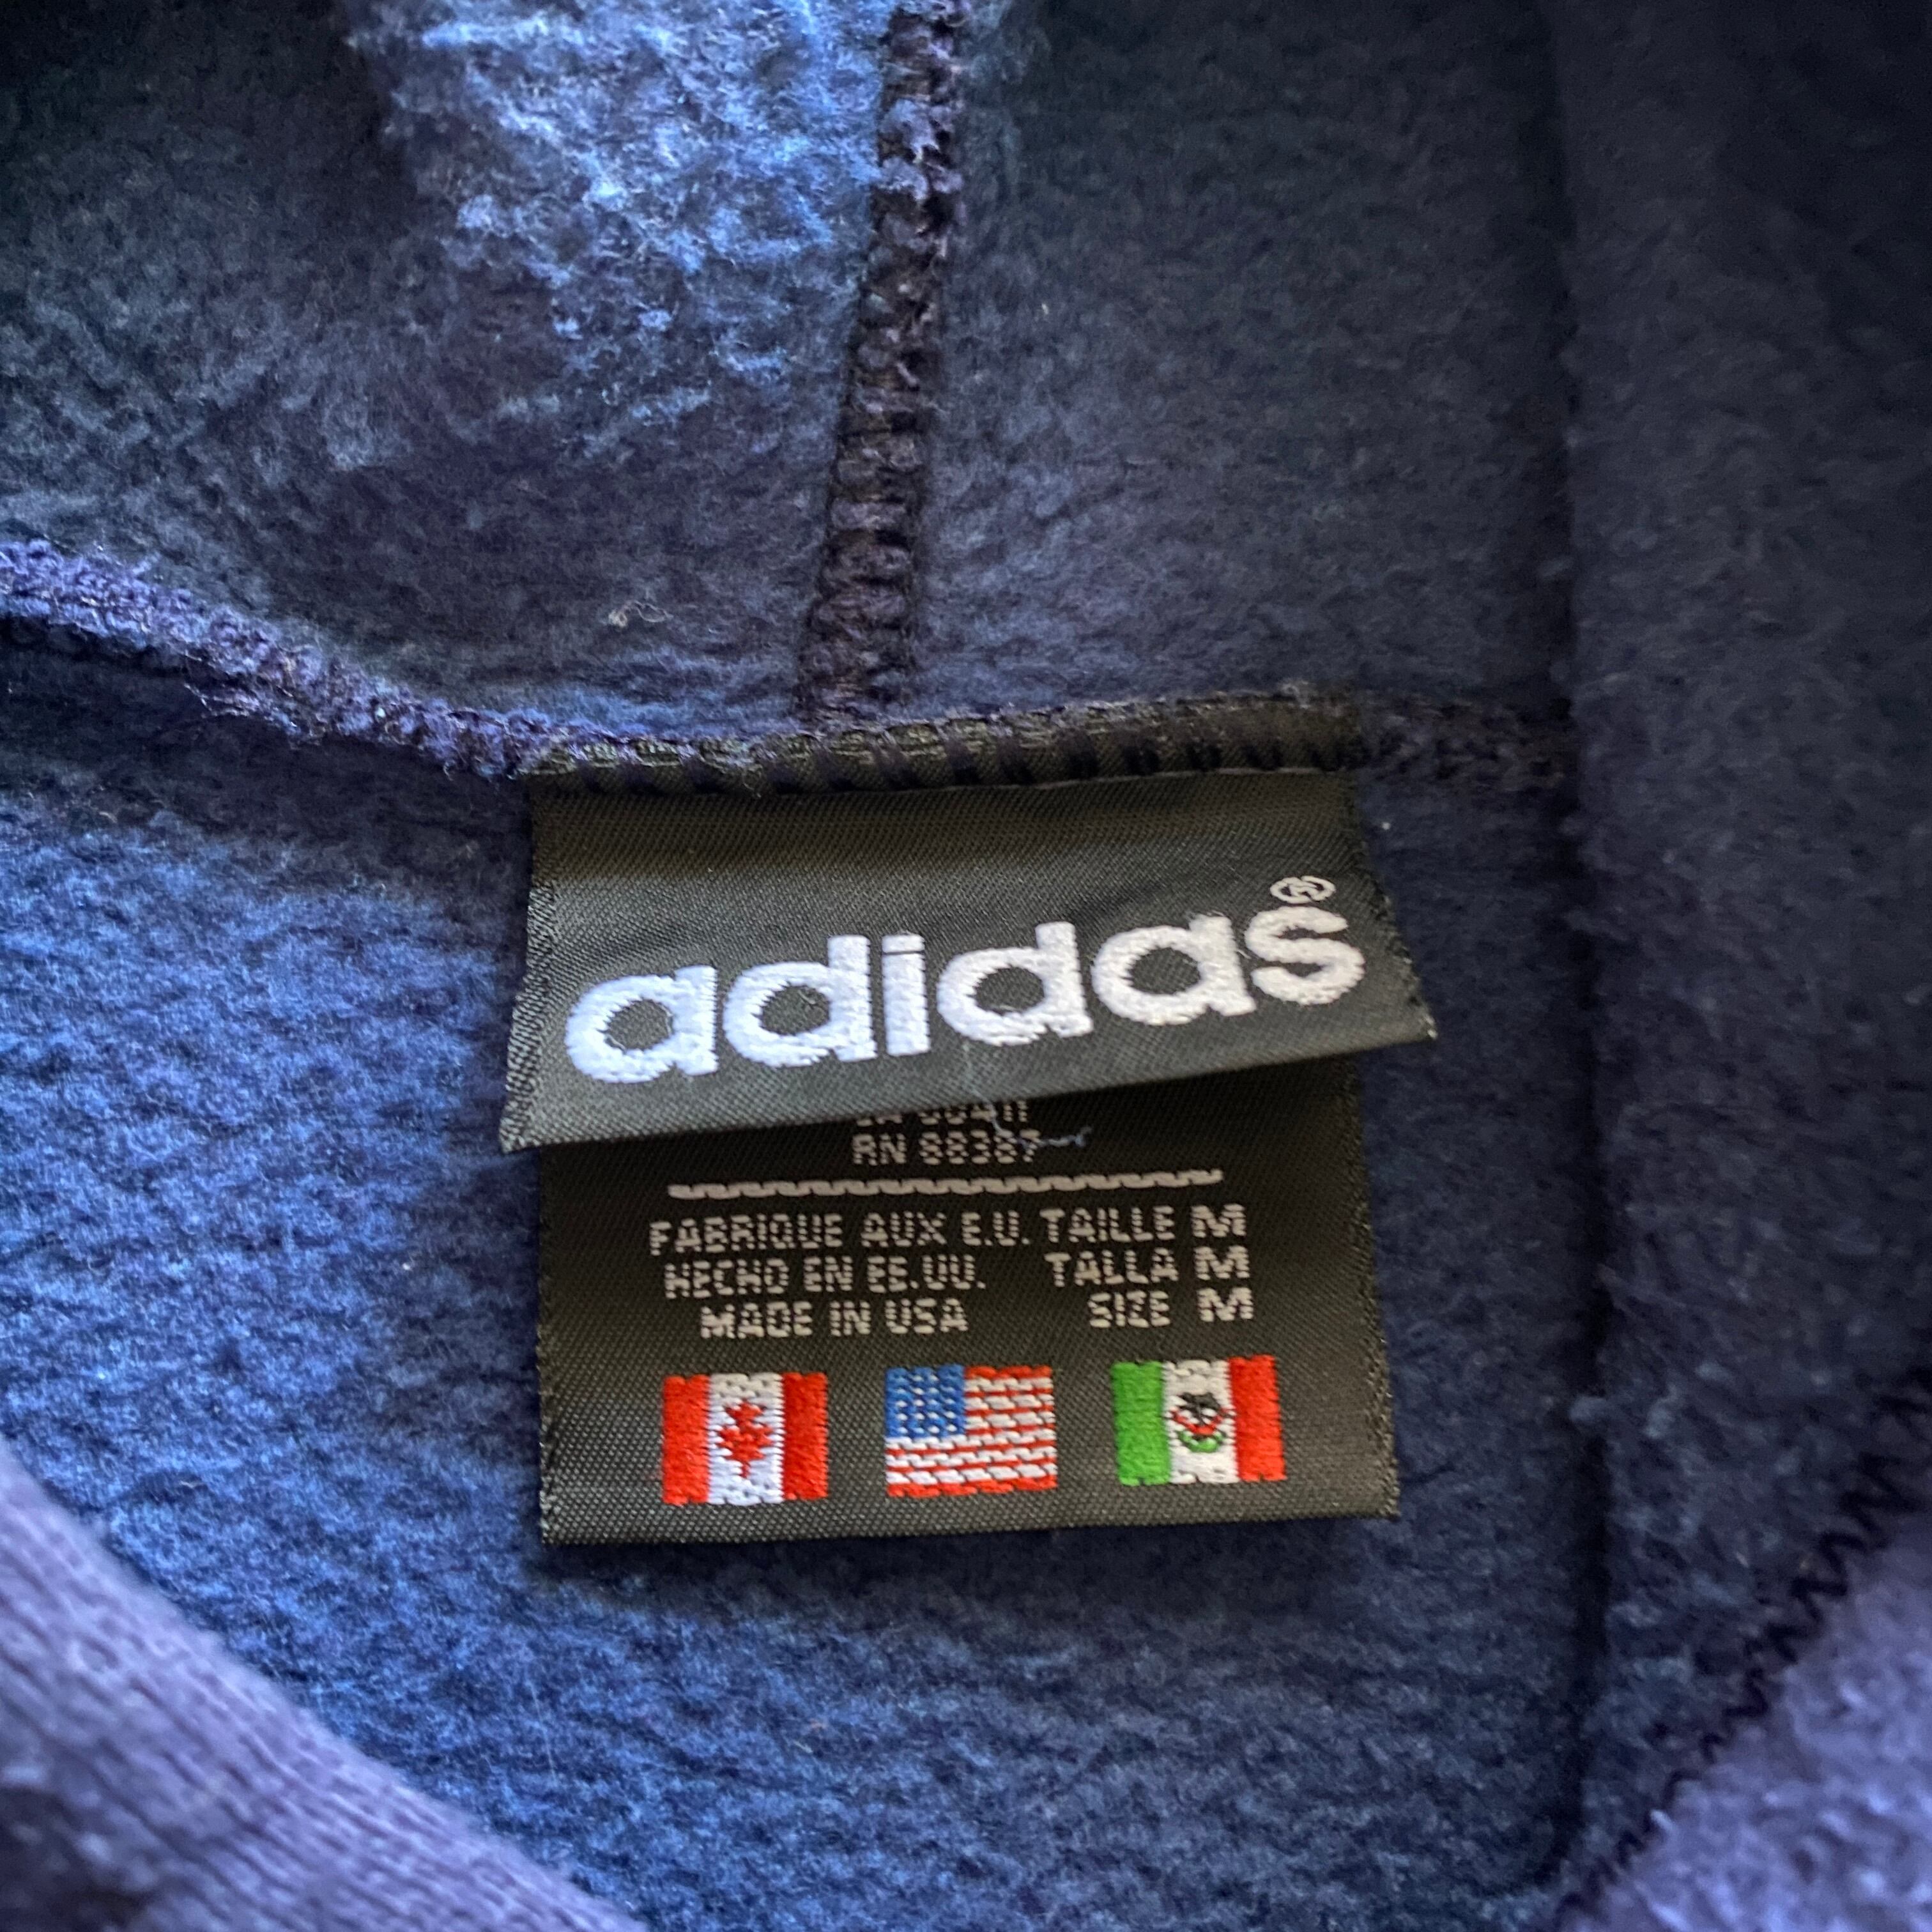 adidas®
RN 88387
FABRIQUE AUX E.U. TAILLE M
HECHO EN EE.UU. TALLA M
MADE IN USA SIZE M